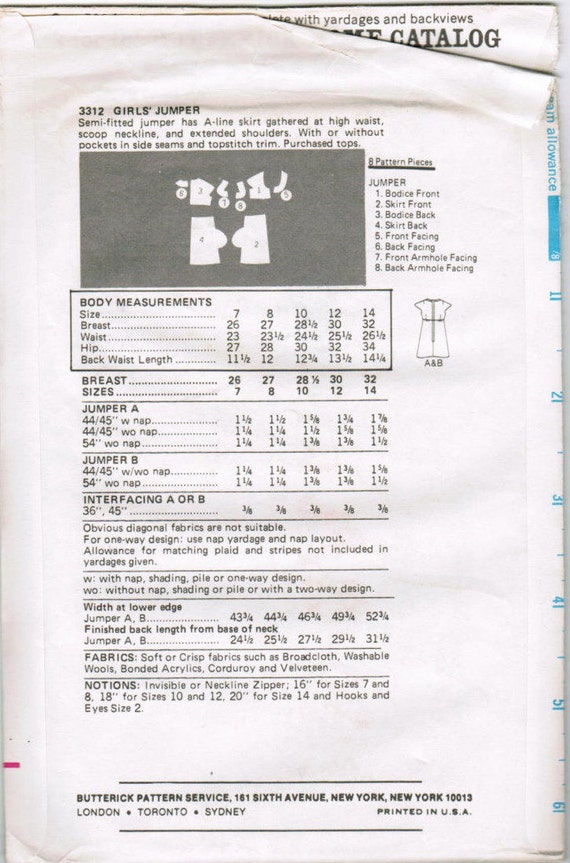 with yardages and backviews
CATALOG
3312 GIRLS' JUMPER
Semi-fitted jumper has A-line skirt gathered at high waist,
scoop neckline, and extended shoulders. With or without
pockets in side seams and topstitch trim. Purchased tops.
8 Pattern Pieces
JUMPER
1. Bodice Front
2. Skirt Front
3. Bodice Back
4. Skirt Back
5. Front Facing
6. Back Facing
7. Front Armhole Facing
8. Back Armhole Facing
6 3 7 8 1 5
4 2
A&B
BODY MEASUREMENTS
Size 7 8 10 12 14
Breast 26 27 28½ 30 32
Waist 23 23½ 24½ 25½ 26½
Hip 27 28 30 32 34
Back Waist Length 11½ 12 12¾ 13½ 14¼
BREAST 26 27 28 ½ 30 32
SIZES 7 8 10 12 14
JUMPER A
44/45'' w nap 1½ 1½ 1⅝ 1¾ 1⅞
44/45'' wo nap 1¼ 1¼ 1½ 1⅝ 1⅝
54'' wo nap 1¼ 1¼ 1⅜ 1⅜ 1½
JUMPER B
44/45'' w/wo nap 1¼ 1¼ 1⅜ 1⅜ 1⅝
54'' wo nap 1¼ 1¼ 1⅜ 1⅜ 1½
INTERFACING A OR B
36'', 45'' ⅜ ⅜ ⅜ ⅜ ⅜
Obvious diagonal fabrics are not suitable.
For one-way design: use nap yardage and nap layout.
Allowance for matching plaid and stripes not included in
yardages given.
w: with nap, shading, pile or one-way design.
wo: without nap, shading or pile or with a two-way design.
Width at lower edge
Jumper A, B 43¾ 44¾ 46¾ 49¾ 52¾
Finished back length from base of neck
Jumper A, B 24½ 25½ 27½ 29½ 31½
FABRICS: Soft or Crisp fabrics such as Broadcloth, Washable
Wools, Bonded Acrylics, Corduroy and Velveteen.
NOTIONS: Invisible or Neckline Zipper; 16'' for Sizes 7 and
8, 18'' for Sizes 10 and 12, 20'' for Size 14 and Hooks and
Eyes Size 2.
BUTTERICK PATTERN SERVICE, 161 SIXTH AVENUE, NEW YORK, NEW YORK 10013
LONDON • TORONTO • SYDNEY PRINTED IN U.S.A.
allowance
⅝
1
2
3
4
5
6